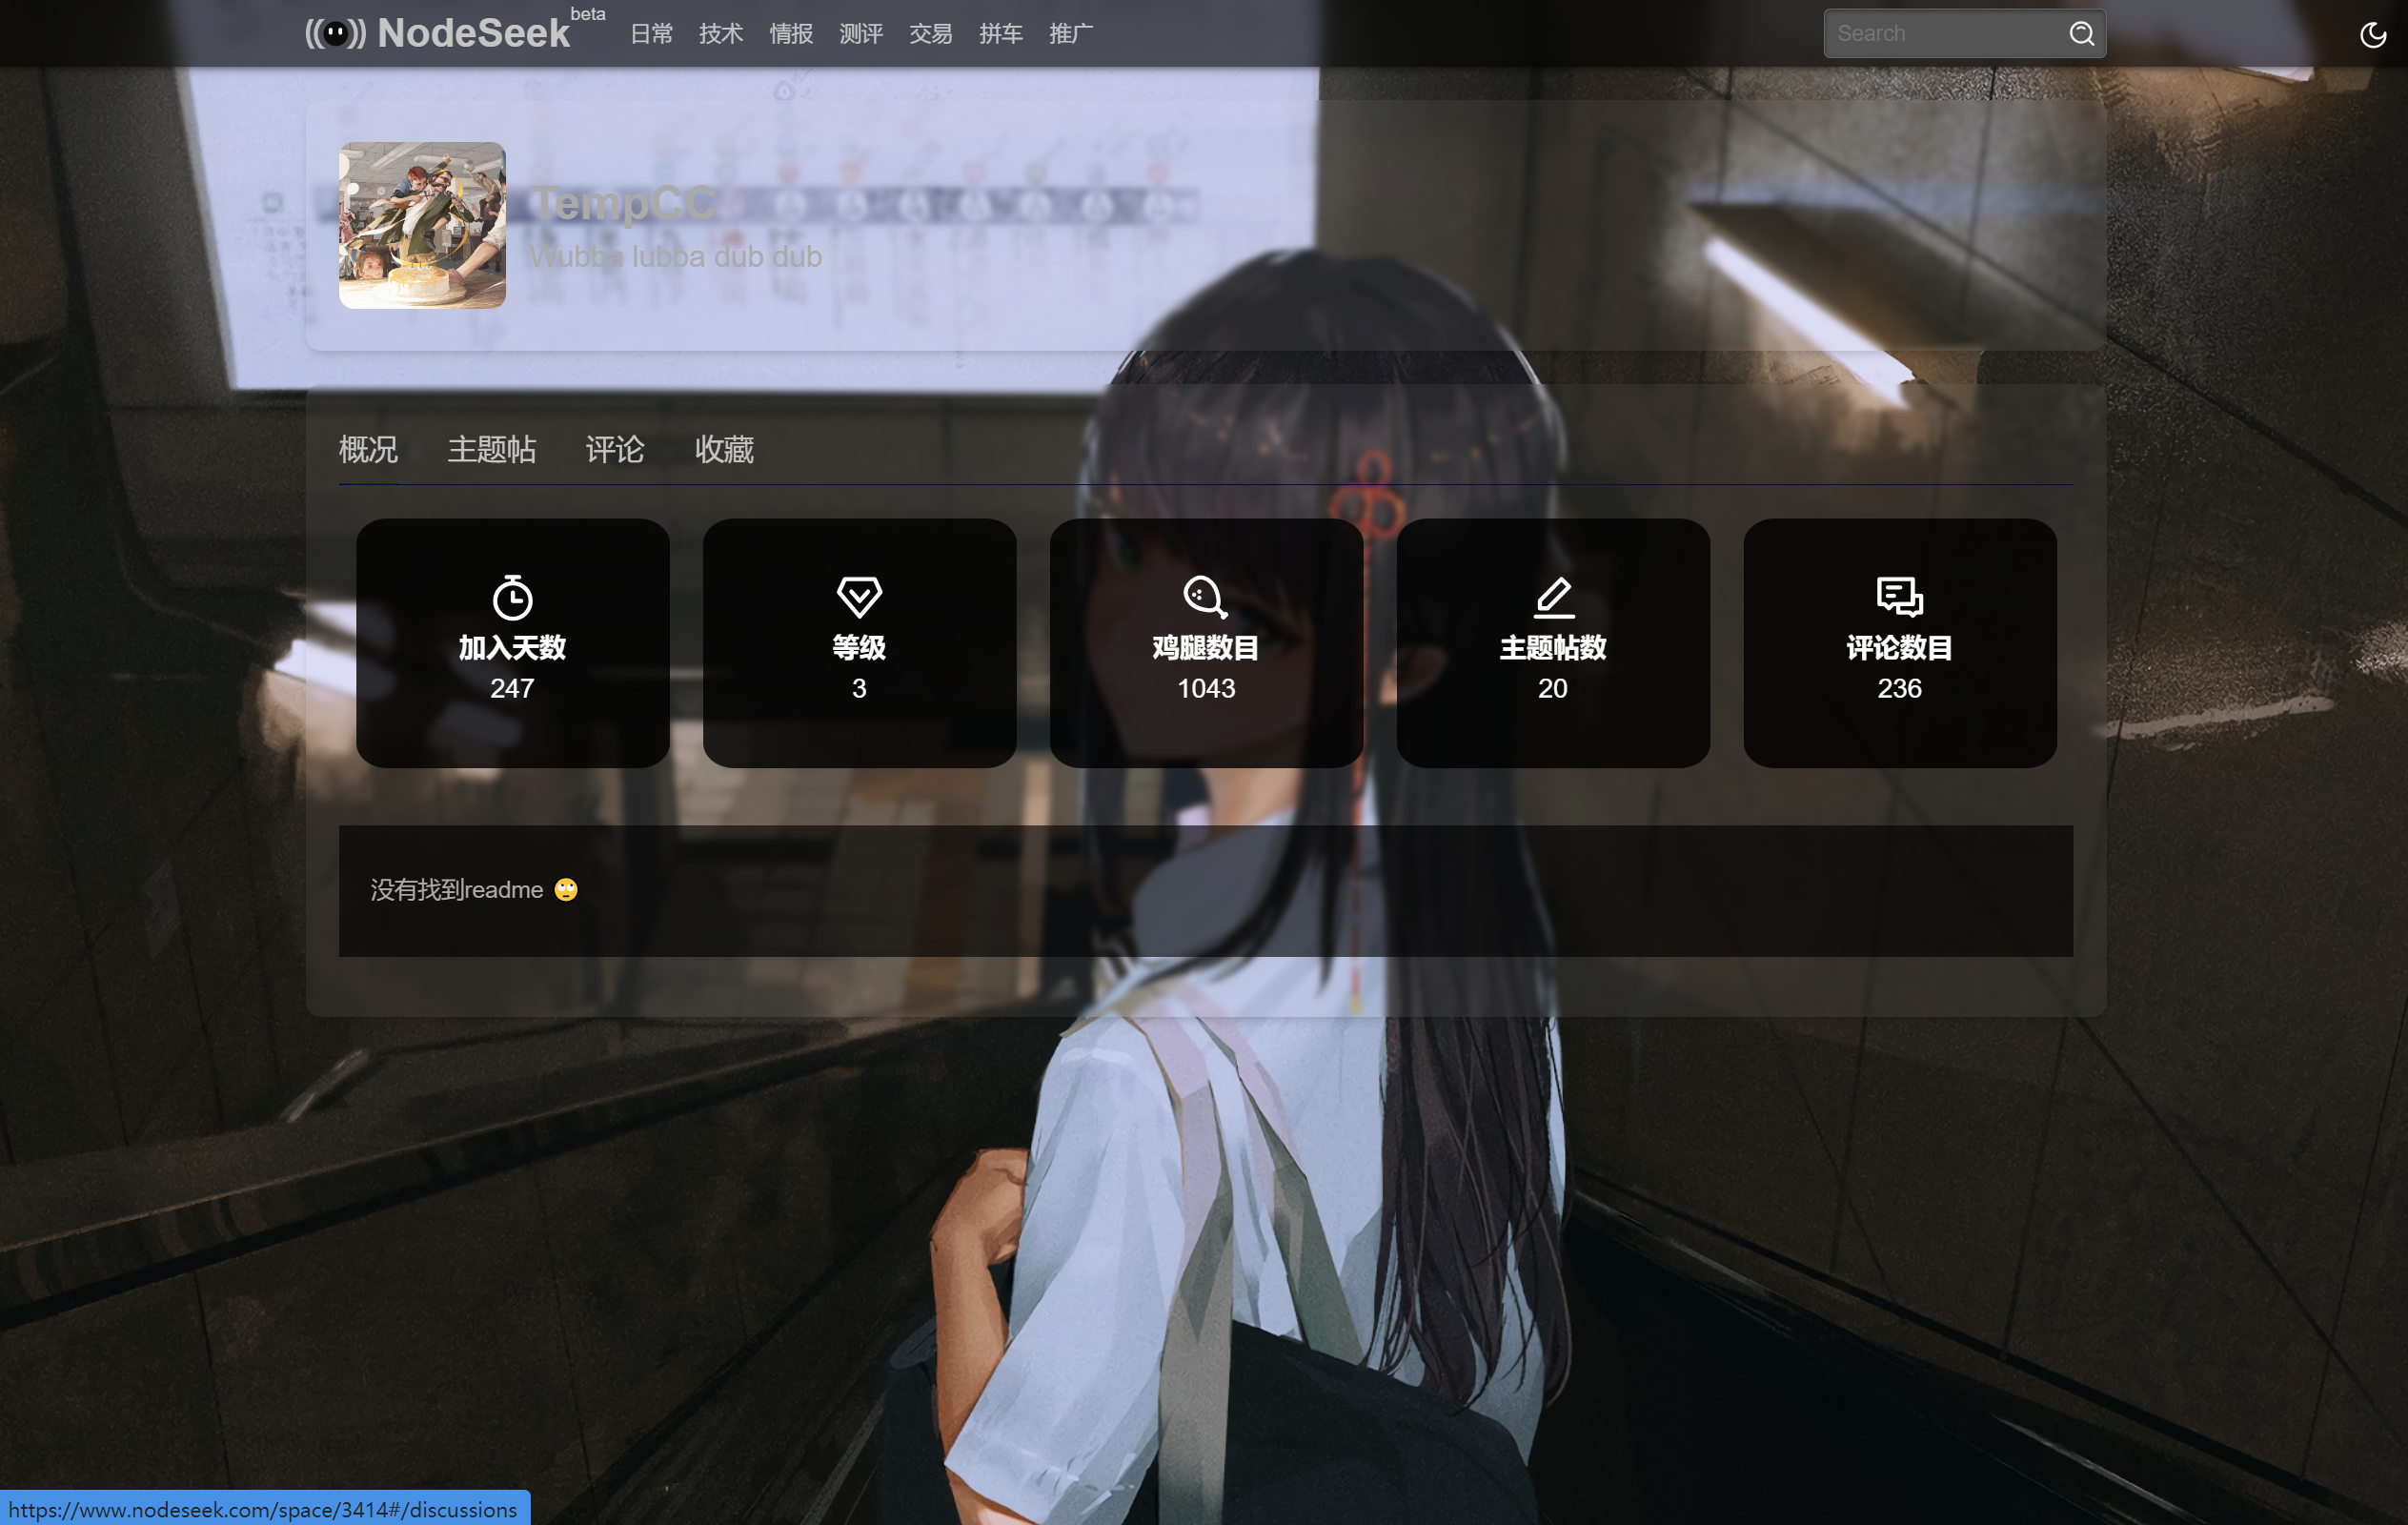 NodeSeek beta 日常 技术 情报 测评 交易 拼车 推广 Search
TempCC
Wubba lubba dub dub
概况 主题帖 评论 收藏
加入天数 等级 鸡腿数目 主题帖数 评论数目
247 3 1043 20 236
没有找到readme 🙄
https://www.nodeseek.com/space/3414#/discussions